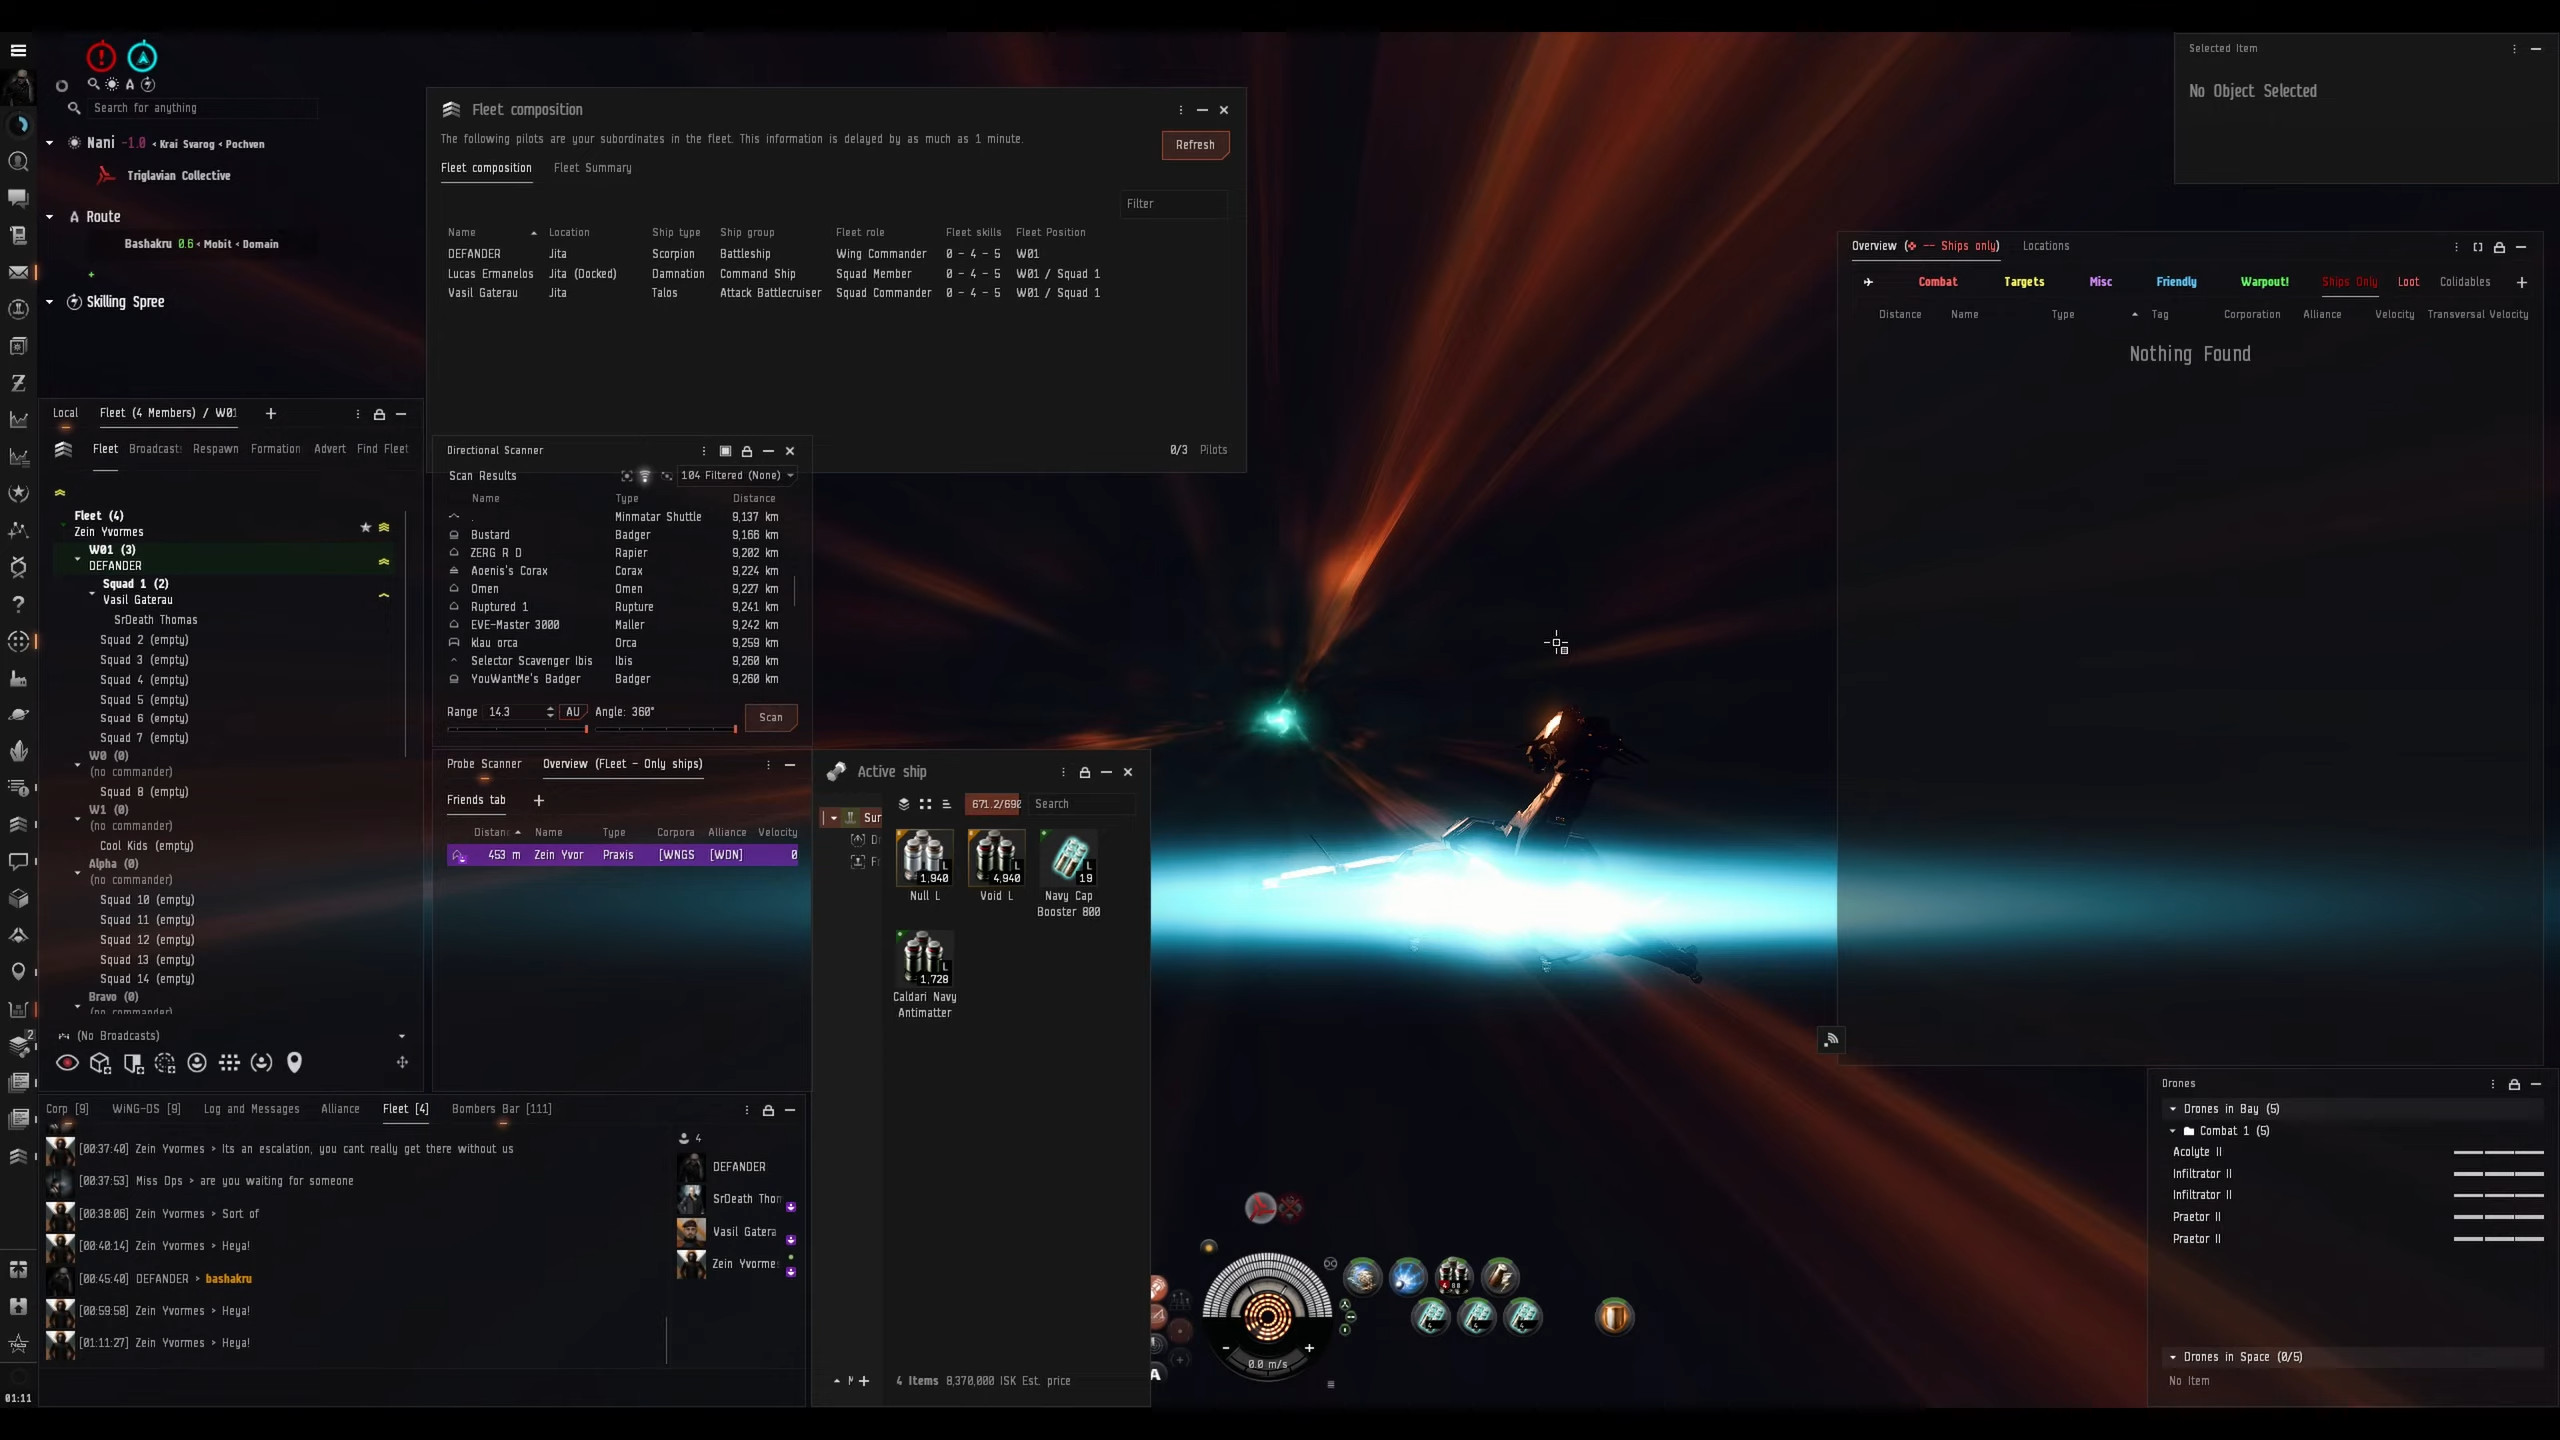 Search for anything
Nani -1.0 < Krai Svarog < Pochven
Triglavian Collective
Route
Bashakru 0.6 < Mobit < Domain
+
Skilling Spree
Fleet composition
The following pilots are your subordinates in the fleet. This information is delayed by as much as 1 minute.
Refresh
Fleet composition Fleet Summary
Filter
Name Location Ship type Ship group Fleet role Fleet skills Fleet Position
DEFANDER Jita Scorpion Battleship Wing Commander 0 - 4 - 5 W01
Lucas Ermanelos Jita (Docked) Damnation Command Ship Squad Member 0 - 4 - 5 W01 / Squad 1
Vasil Gaterau Jita Talos Attack Battlecruiser Squad Commander 0 - 4 - 5 W01 / Squad 1
0/3 Pilots
Selected Item
No Object Selected
Overview ( -- Ships only) Locations
Combat Targets Misc Friendly Warpout! Ships Only Loot Colidables +
Distance Name Type Tag Corporation Alliance Velocity Transversal Velocity
Nothing Found
Local Fleet (4 Members) / W01 +
Fleet Broadcast Respawn Formation Advert Find Fleet
Fleet (4)
Zein Yvormes
W01 (3)
DEFANDER
Squad 1 (2)
Vasil Gaterau
SrDeath Thomas
Squad 2 (empty)
Squad 3 (empty)
Squad 4 (empty)
Squad 5 (empty)
Squad 6 (empty)
Squad 7 (empty)
W0 (0)
(no commander)
Squad 8 (empty)
W1 (0)
(no commander)
Cool Kids (empty)
Alpha (0)
(no commander)
Squad 10 (empty)
Squad 11 (empty)
Squad 12 (empty)
Squad 13 (empty)
Squad 14 (empty)
Bravo (0)
(no commander)
(No Broadcasts)
Directional Scanner
Scan Results 104 Filtered (None)
Name Type Distance
. Minmatar Shuttle 9,137 km
Bustard Badger 9,166 km
ZERG R D Rapier 9,202 km
Aoenis's Corax Corax 9,224 km
Omen Omen 9,227 km
Ruptured 1 Rupture 9,241 km
EVE-Master 3000 Maller 9,242 km
klau orca Orca 9,259 km
Selector Scavenger Ibis Ibis 9,260 km
YouWantMe's Badger Badger 9,260 km
Range 14.3 AU Angle: 360° Scan
Probe Scanner Overview (FLeet - Only ships)
Friends tab +
Distanc Name Type Corpora Alliance Velocity
453 m Zein Yvor Praxis [WNGS [WDN] 0
Active ship
671.2/690 Search
Sur
Dr
Fl
1,940
Null L
4,940
Void L
19
Navy Cap
Booster 800
1,728
Caldari Navy
Antimatter
4 Items 8,370,000 ISK Est. price
Corp [9] WiNG-DS [9] Log and Messages Alliance Fleet [4] Bombers Bar [111]
[00:37:40] Zein Yvormes > Its an escalation, you cant really get there without us
[00:37:53] Miss Dps > are you waiting for someone
[00:38:06] Zein Yvormes > Sort of
[00:40:14] Zein Yvormes > Heya!
[00:45:40] DEFANDER > bashakru
[00:59:58] Zein Yvormes > Heya!
[01:11:27] Zein Yvormes > Heya!
4
DEFANDER
SrDeath Thom
Vasil Gatera
Zein Yvormes
01:11
0.0 m/s
Drones
Drones in Bay (5)
Combat 1 (5)
Acolyte II
Infiltrator II
Infiltrator II
Praetor II
Praetor II
Drones in Space (0/5)
No Item